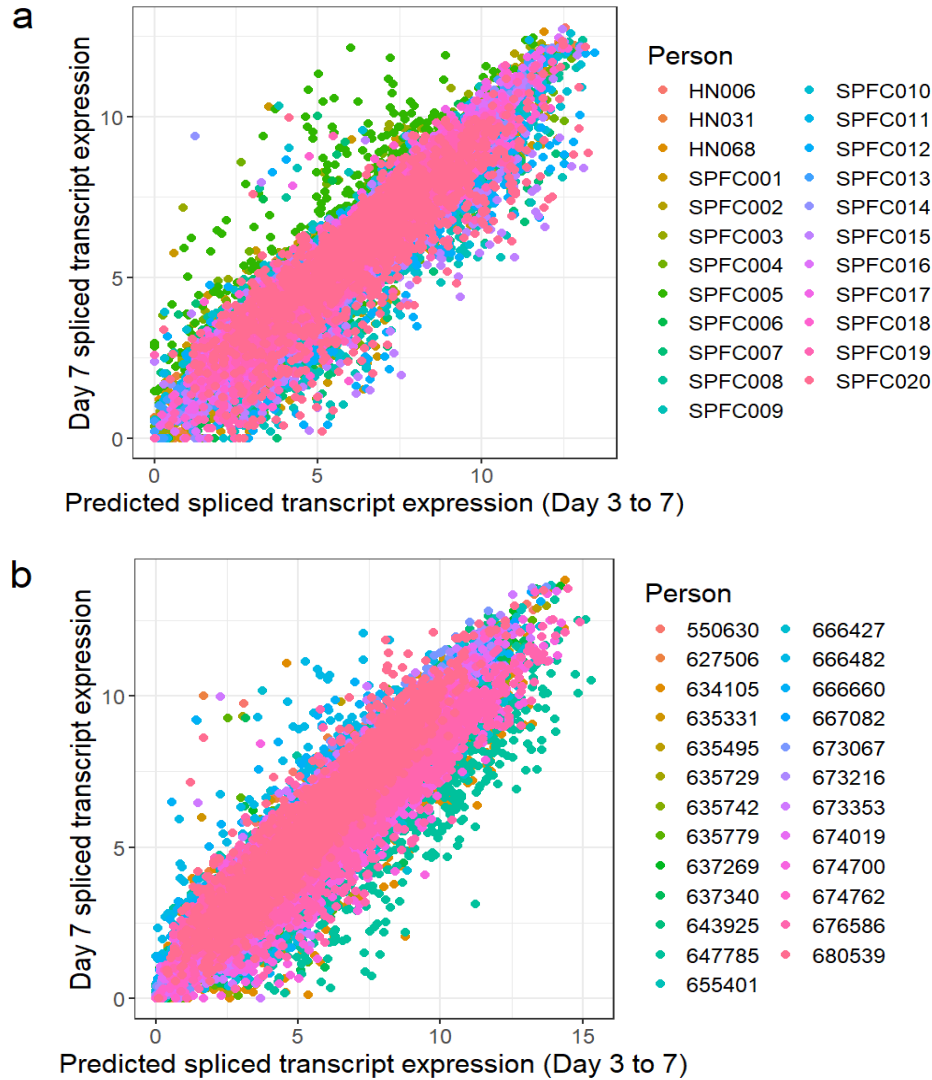 a
Day 7 spliced transcript expression
10
5
0
0
5
10
Predicted spliced transcript expression (Day 3 to 7)
Person
HN006
HN031
HN068
SPFC001
SPFC002
SPFC003
SPFC004
SPFC005
SPFC006
SPFC007
SPFC008
SPFC009
SPFC010
SPFC011
SPFC012
SPFC013
SPFC014
SPFC015
SPFC016
SPFC017
SPFC018
SPFC019
SPFC020
b
Day 7 spliced transcript expression
10
5
0
0
5
10
15
Predicted spliced transcript expression (Day 3 to 7)
Person
550630
627506
634105
635331
635495
635729
635742
635779
637269
637340
643925
647785
655401
666427
666482
666660
667082
673067
673216
673353
674019
674700
674762
676586
680539